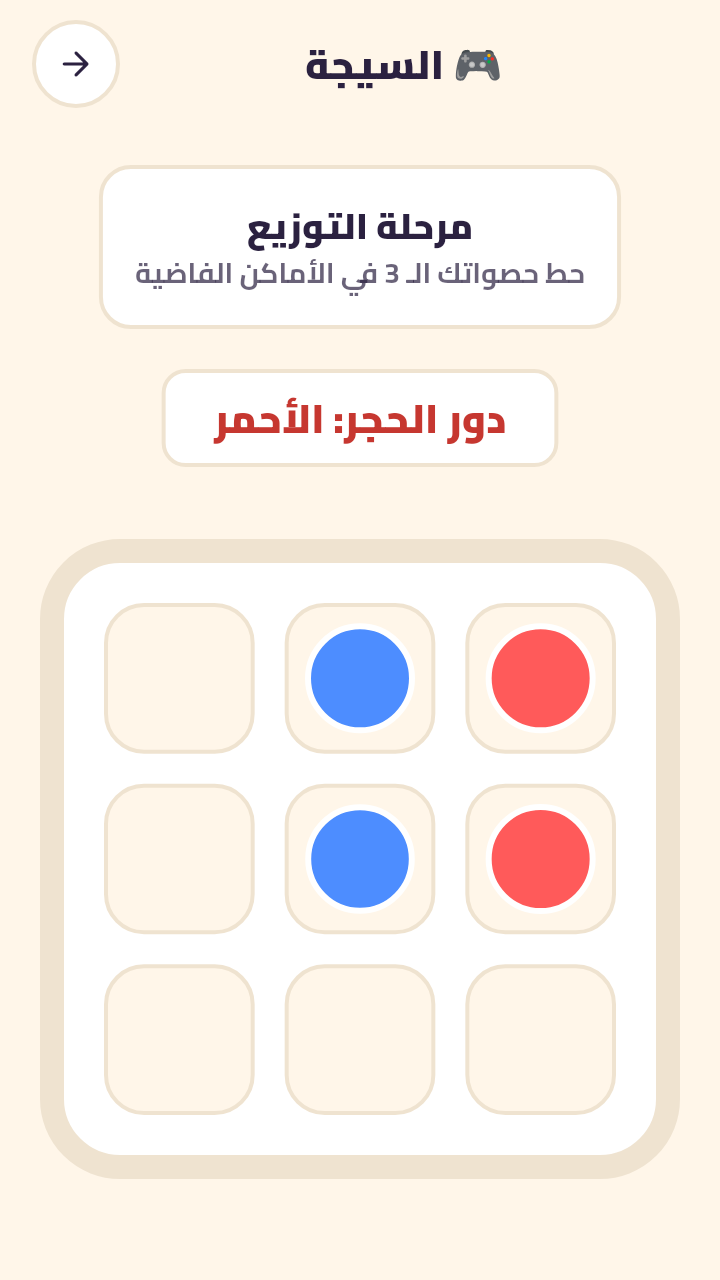 🎮 السيجة
مرحلة التوزيع
حط حصواتك الـ 3 في الأماكن الفاضية
دور الحجر: الأحمر